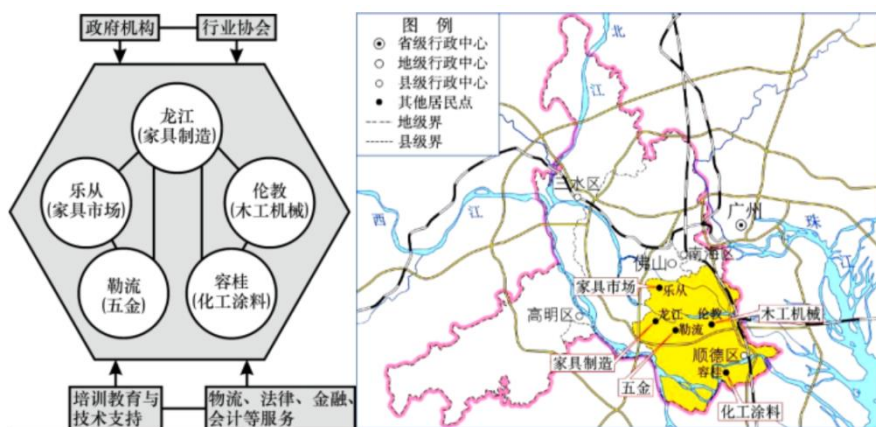 政府机构
行业协会
龙江
(家具制造)
乐从
(家具市场)
伦教
(木工机械)
勒流
(五金)
容桂
(化工涂料)
培训教育与
技术支持
物流、法律、金融、
会计等服务
图 例
省级行政中心
地级行政中心
县级行政中心
其他居民点
地级界
县级界
北
江
三水区
西
江
广州
珠
江
佛山
南海区
家具市场
乐从
高明区
龙江
勒流
伦教
木工机械
顺德区
容桂
家具制造
五金
化工涂料